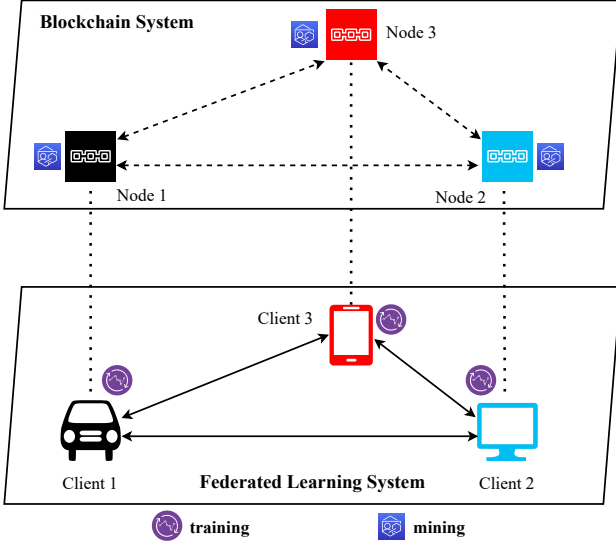 Blockchain System
Node 3
Node 1
Node 2
Client 3
Client 1
Federated Learning System
Client 2
training
mining